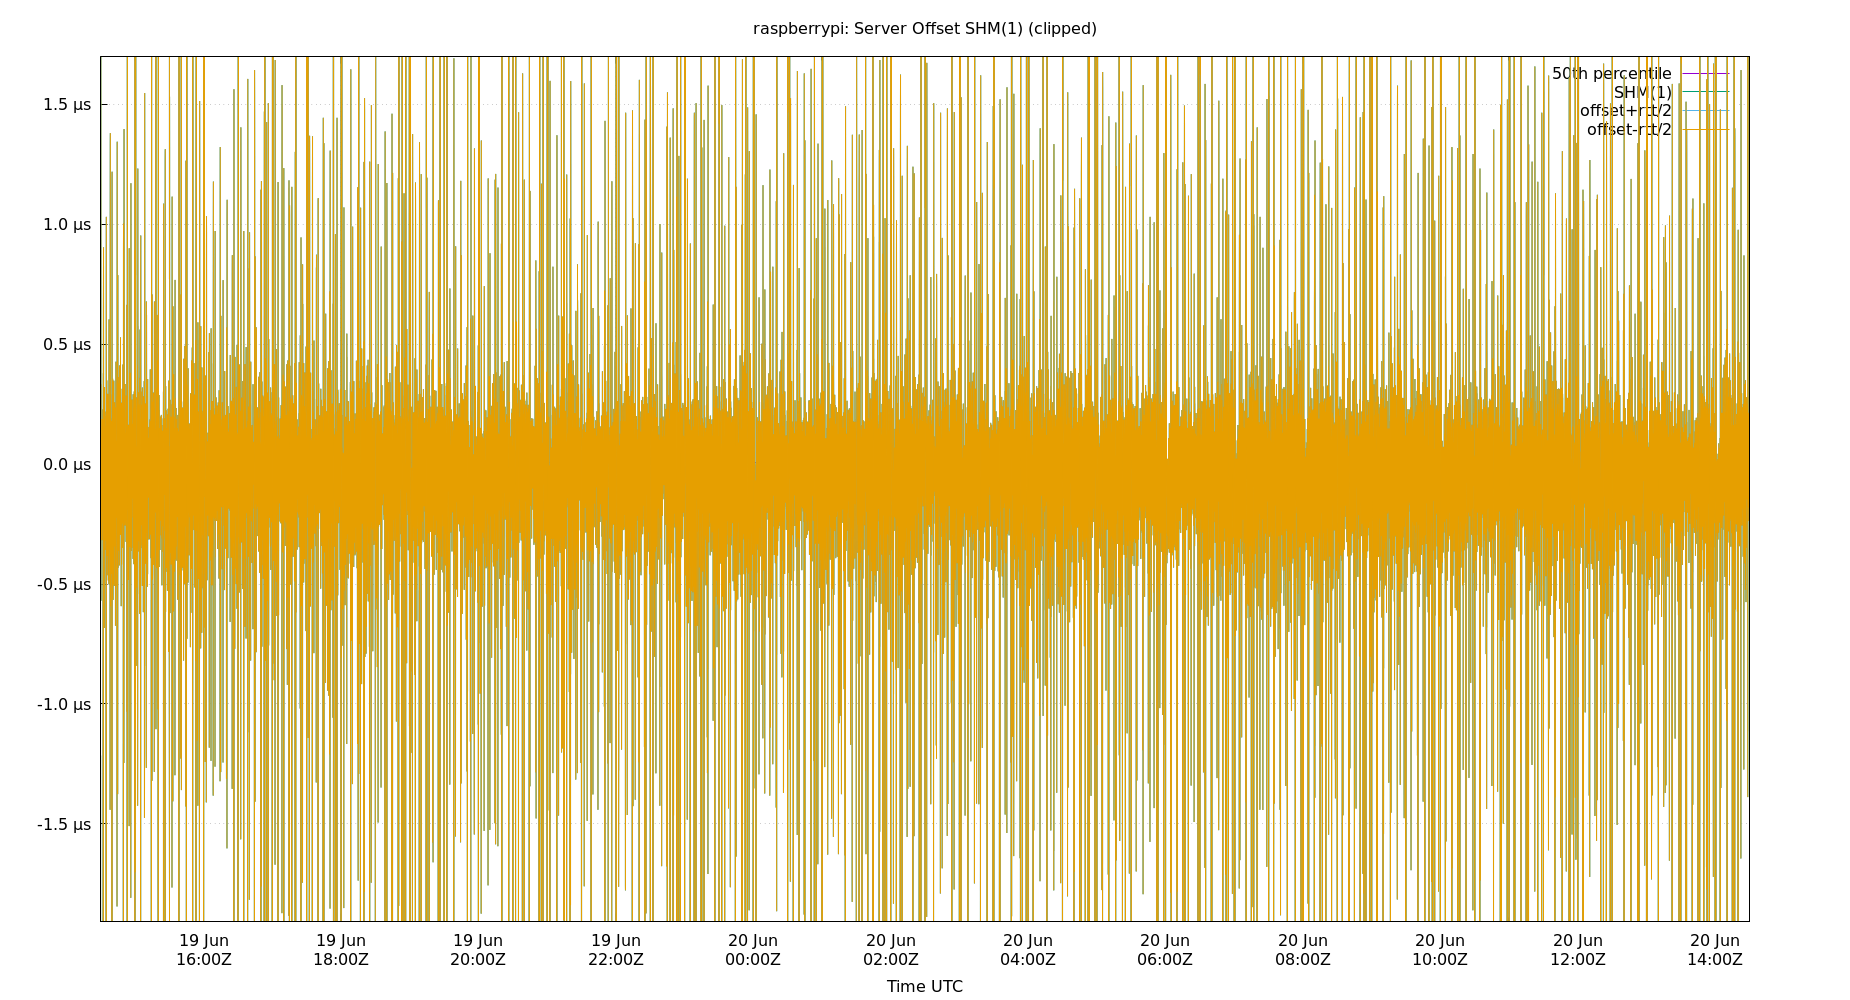 raspberrypi: Server Offset SHM(1) (clipped)
50th percentile
SHM(1)
offset+rtt/2
offset-rtt/2
1.5 µs
1.0 µs
0.5 µs
0.0 µs
-0.5 µs
-1.0 µs
-1.5 µs
19 Jun 19 Jun 19 Jun 19 Jun 20 Jun 20 Jun 20 Jun 20 Jun 20 Jun 20 Jun 20 Jun 20 Jun
16:00Z 18:00Z 20:00Z 22:00Z 00:00Z 02:00Z 04:00Z 06:00Z 08:00Z 10:00Z 12:00Z 14:00Z
Time UTC